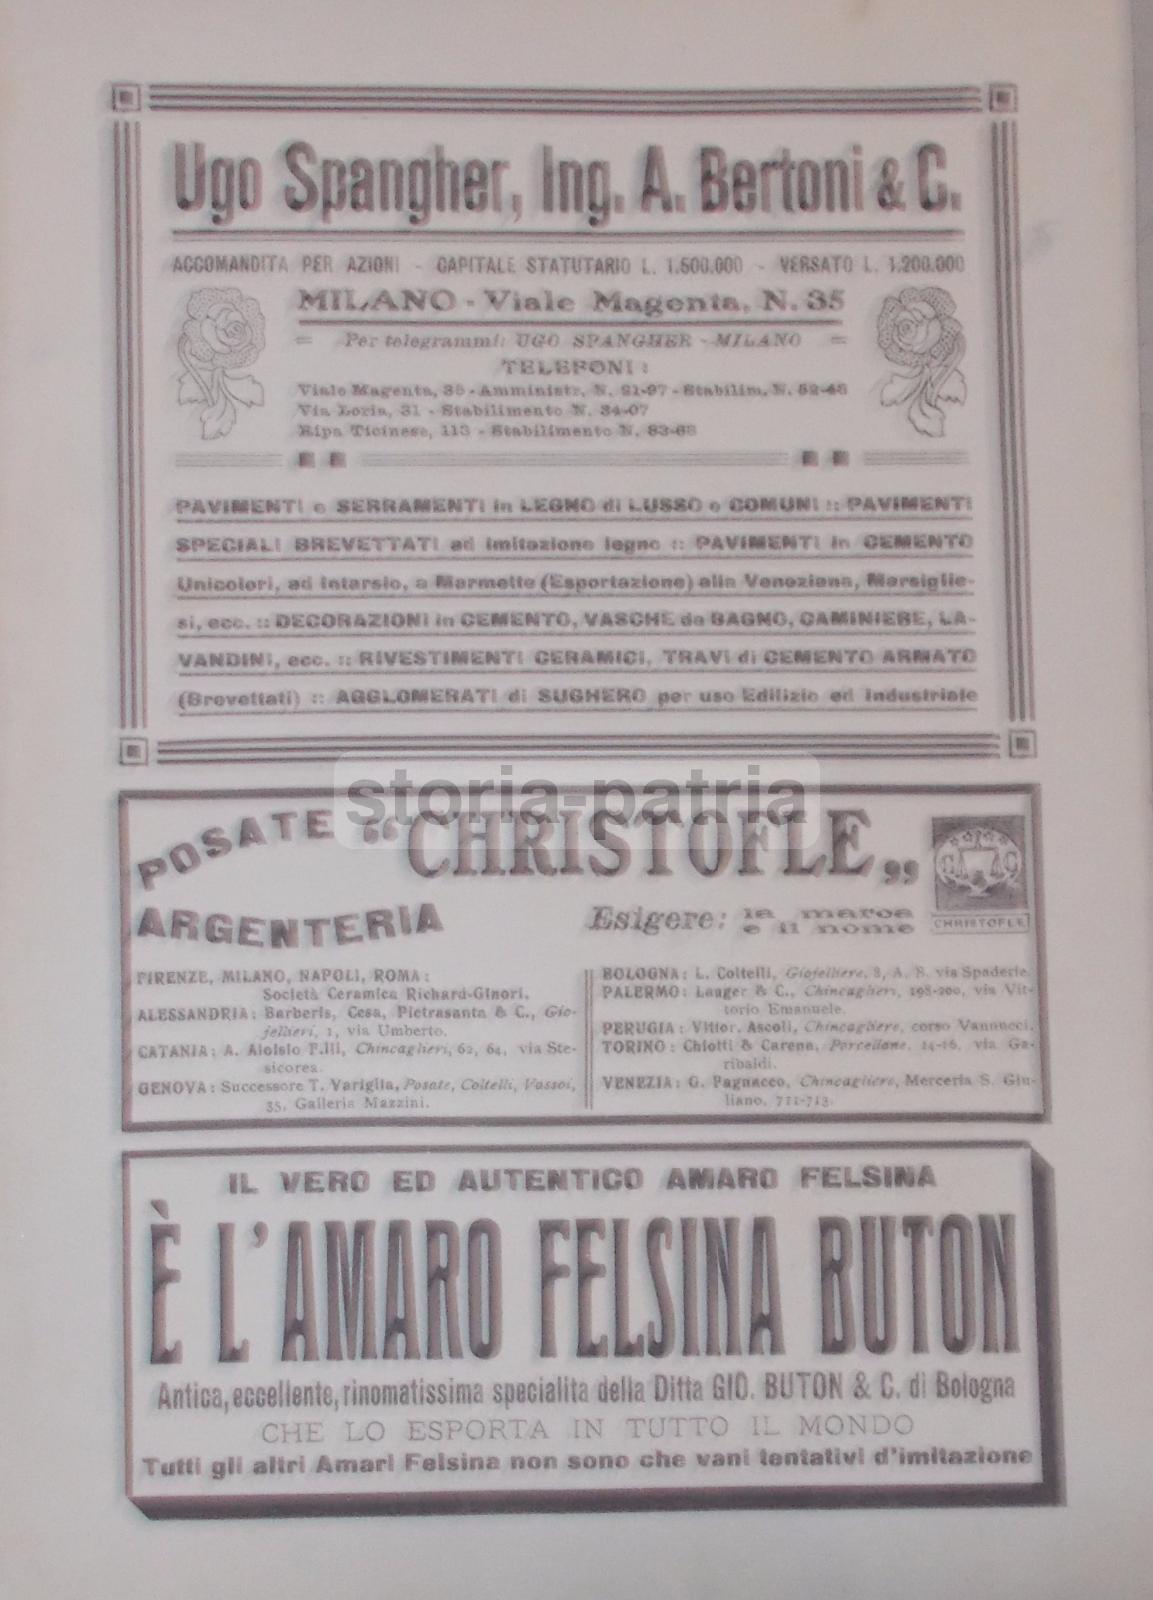 Ugo Spangher, Ing. A. Bertoni & C.
ACCOMANDITA PER AZIONI - CAPITALE STATUTARIO L. 1.500.000 - VERSATO L. 1.200.000
MILANO - Viale Magenta, N. 35
= Per telegrammi: UGO SPANGHER - MILANO =
TELEFONI:
Viale Magenta, 35 - Amministr. N. 21-97 - Stabilim. N.
Via Loria, 31 - Stabilimento N. 34-07
Ripa Ticinese, 113 - Stabilimento N.
PAVIMENTI e SERRAMENTI in LEGNO di LUSSO e COMUNI :: PAVIMENTI
SPECIALI BREVETTATI ad imitazione legno :: PAVIMENTI in CEMENTO
Unicolori, ad intarsio, a Marmette (Esportazione) alla Veneziana, Marsiglie-
si, ecc. :: DECORAZIONI in CEMENTO, VASCHE da BAGNO, CAMINIERE, LA-
VANDINI, ecc. :: RIVESTIMENTI CERAMICI, TRAVI di CEMENTO ARMATO
(Brevettati) :: AGGLOMERATI di SUGHERO per uso Edilizio ed Industriale
storia-patria
POSATE "CHRISTOFLE„
ARGENTERIA
Esigere: la marca
e il nome
C C
CHRISTOFLE
FIRENZE, MILANO, NAPOLI, ROMA:
Società Ceramica Richard-Ginori.
ALESSANDRIA: Barberis, Cesa, Pietrasanta & C., Gio-
jellieri, 1, via Umberto.
CATANIA: A. Aloisio F.lli, Chincaglieri, 62, 64, via Ste-
sicorea.
GENOVA: Successore T. Variglia, Posate, Coltelli, Vassoi,
35, Galleria Mazzini.
BOLOGNA: L. Coltelli, Giojelliere, 8, A, B, via Spaderie.
PALERMO: Langer & C., Chincaglieri, 198-200, via Vit-
torio Emanuele.
PERUGIA: Vittor. Ascoli, Chincagliere, corso Vannucci.
TORINO: Chiotti & Carena, Porcellane, 14-16, via Ga-
ribaldi.
VENEZIA: G. Pagnacco, Chincagliere, Merceria S. Giu-
liano, 711-713.
IL VERO ED AUTENTICO AMARO FELSINA
È L'AMARO FELSINA BUTON
Antica, eccellente, rinomatissima specialità della Ditta GIO. BUTON & C. di Bologna
CHE LO ESPORTA IN TUTTO IL MONDO
Tutti gli altri Amari Felsina non sono che vani tentativi d'imitazione